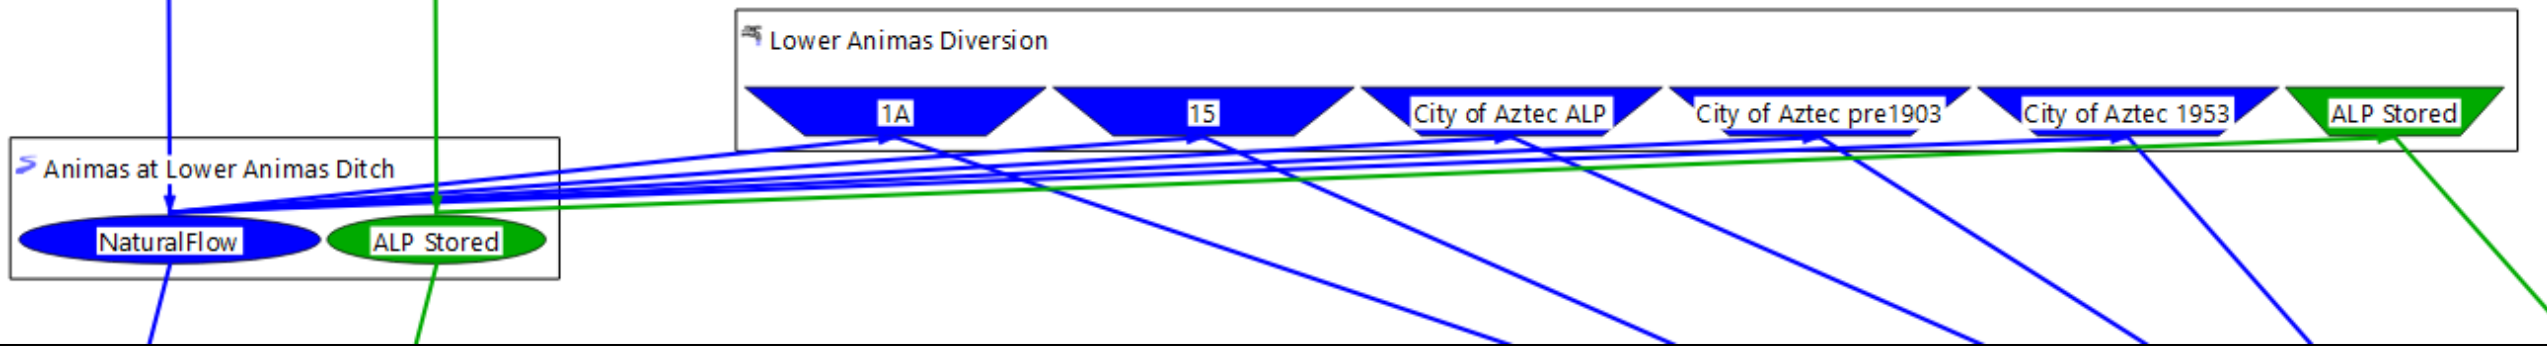 Lower Animas Diversion
1A
15
City of Aztec ALP
City of Aztec pre1903
City of Aztec 1953
ALP Stored
Animas at Lower Animas Ditch
NaturalFlow
ALP Stored